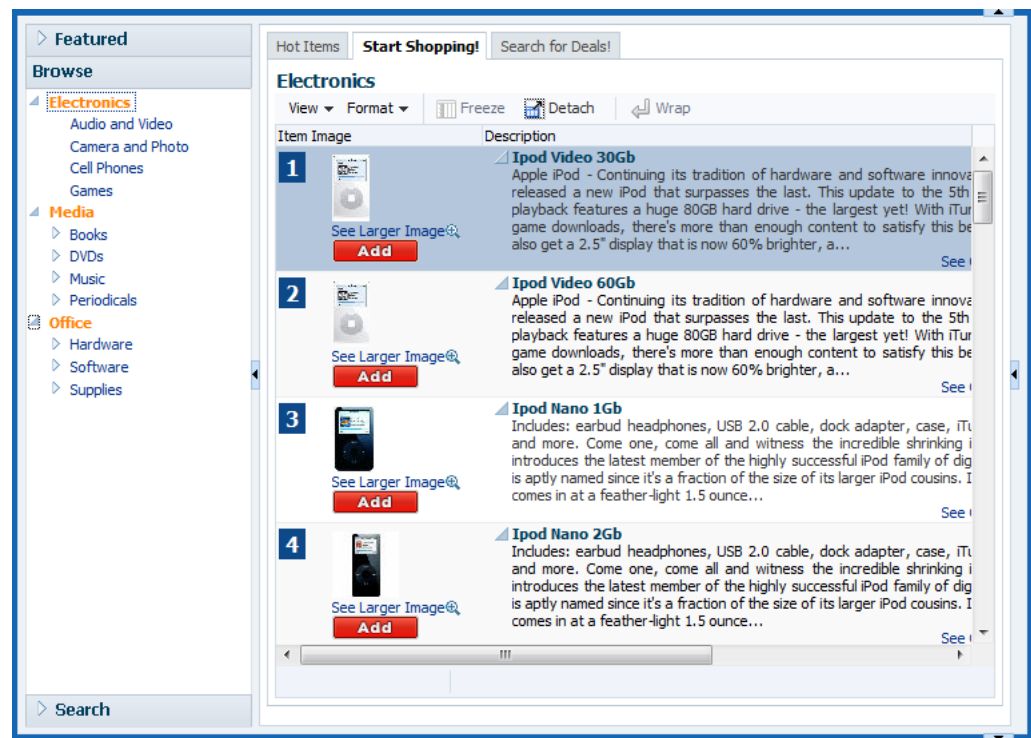 Featured
Browse
Electronics
Audio and Video
Camera and Photo
Cell Phones
Games
Media
Books
DVDs
Music
Periodicals
Office
Hardware
Software
Supplies
Search
Hot Items Start Shopping! Search for Deals!
Electronics
View Format Freeze Detach Wrap
Item Image Description
1
See Larger Image
Add
Ipod Video 30Gb
Apple iPod - Continuing its tradition of hardware and software innova
released a new iPod that surpasses the last. This update to the 5th
playback features a huge 80GB hard drive - the largest yet! With iTur
game downloads, there's more than enough content to satisfy this be
also get a 2.5" display that is now 60% brighter, a...
See
2
See Larger Image
Add
Ipod Video 60Gb
Apple iPod - Continuing its tradition of hardware and software innova
released a new iPod that surpasses the last. This update to the 5th
playback features a huge 80GB hard drive - the largest yet! With iTur
game downloads, there's more than enough content to satisfy this be
also get a 2.5" display that is now 60% brighter, a...
See
3
See Larger Image
Add
Ipod Nano 1Gb
Includes: earbud headphones, USB 2.0 cable, dock adapter, case, iTu
and more. Come one, come all and witness the incredible shrinking i
introduces the latest member of the highly successful iPod family of dig
is aptly named since it's a fraction of the size of its larger iPod cousins. I
comes in at a feather-light 1.5 ounce...
See
4
See Larger Image
Add
Ipod Nano 2Gb
Includes: earbud headphones, USB 2.0 cable, dock adapter, case, iTu
and more. Come one, come all and witness the incredible shrinking i
introduces the latest member of the highly successful iPod family of dig
is aptly named since it's a fraction of the size of its larger iPod cousins. I
comes in at a feather-light 1.5 ounce...
See